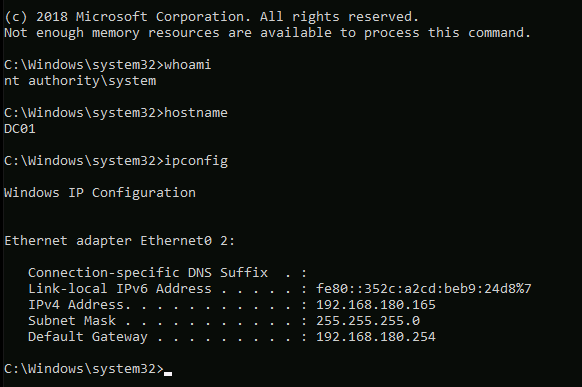 (c) 2018 Microsoft Corporation. All rights reserved.
Not enough memory resources are available to process this command.
C:\Windows\system32>whoami
nt authority\system
C:\Windows\system32>hostname
DC01
C:\Windows\system32>ipconfig
Windows IP Configuration
Ethernet adapter Ethernet0 2:
   Connection-specific DNS Suffix  . :
   Link-local IPv6 Address . . . . . : fe80::352c:a2cd:beb9:24d8%7
   IPv4 Address. . . . . . . . . . . : 192.168.180.165
   Subnet Mask . . . . . . . . . . . : 255.255.255.0
   Default Gateway . . . . . . . . . : 192.168.180.254
C:\Windows\system32>